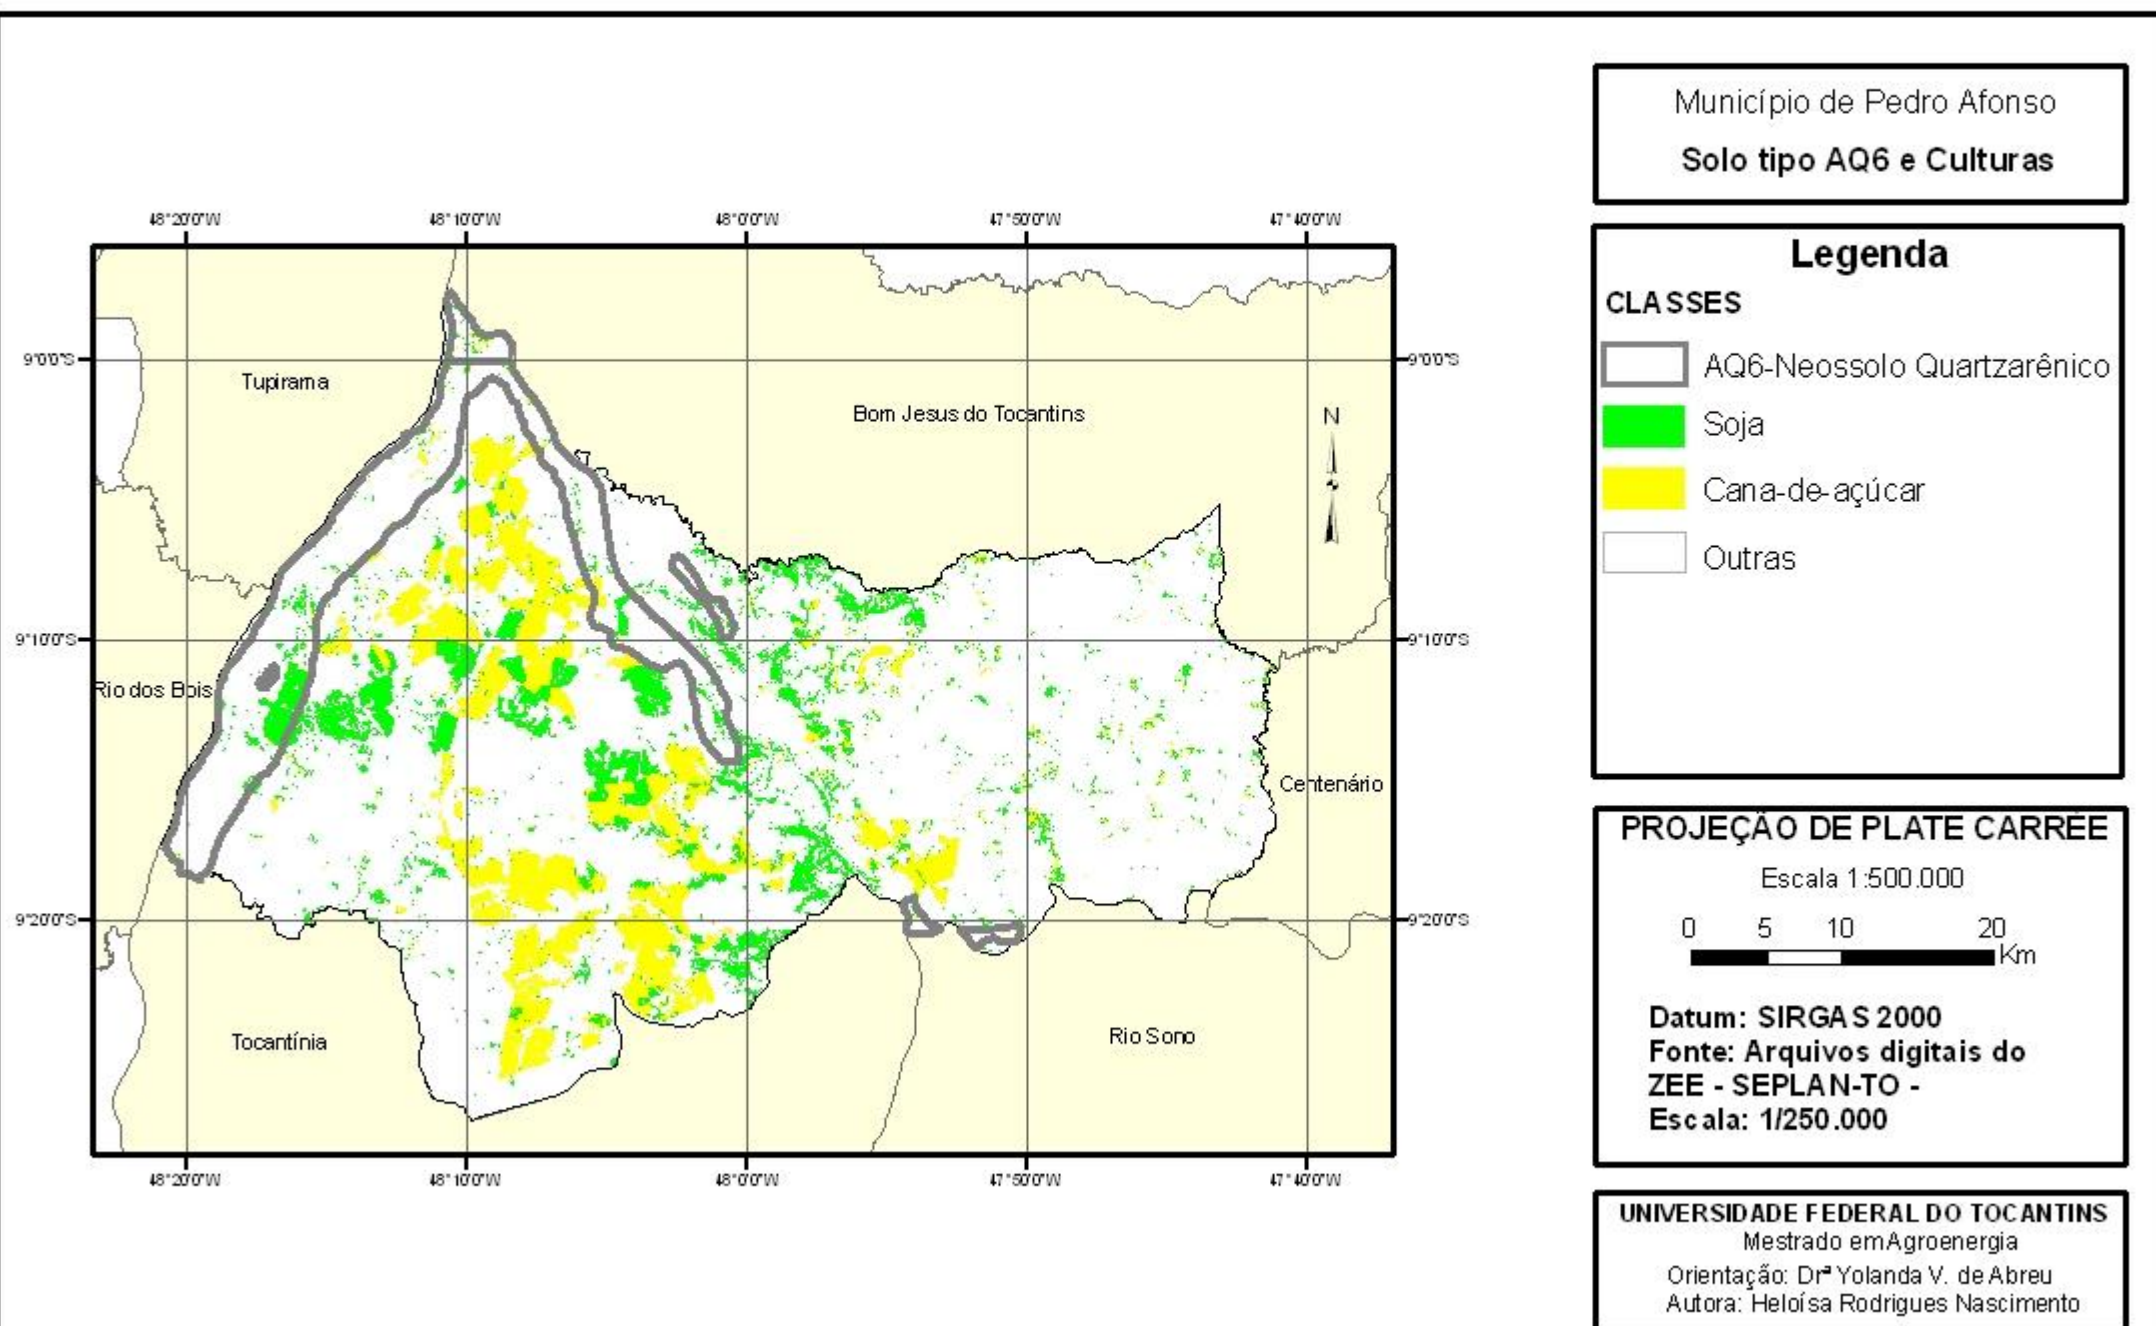 Município de Pedro Afonso
Solo tipo AQ6 e Culturas
Legenda
CLASSES
AQ6-Neossolo Quartzarênico
Soja
Cana-de-açúcar
Outras
PROJEÇÃO DE PLATE CARRÉE
Escala 1:500.000
0 5 10 20
Km
Datum: SIRGAS 2000
Fonte: Arquivos digitais do
ZEE - SEPLAN-TO -
Escala: 1/250.000
UNIVERSIDADE FEDERAL DO TOCANTINS
Mestrado em Agroenergia
Orientação: Drª Yolanda V. de Abreu
Autora: Heloísa Rodrigues Nascimento
48°20'0"W 48°10'0"W 48°0'0"W 47°50'0"W 47°40'0"W
9°0'0"S 9°0'0"S
Tupirama
Bom Jesus do Tocantins
N
9°10'0"S 9°10'0"S
Rio dos Bois
Centenário
9°20'0"S 9°20'0"S
Tocantínia
Rio Sono
48°20'0"W 48°10'0"W 48°0'0"W 47°50'0"W 47°40'0"W